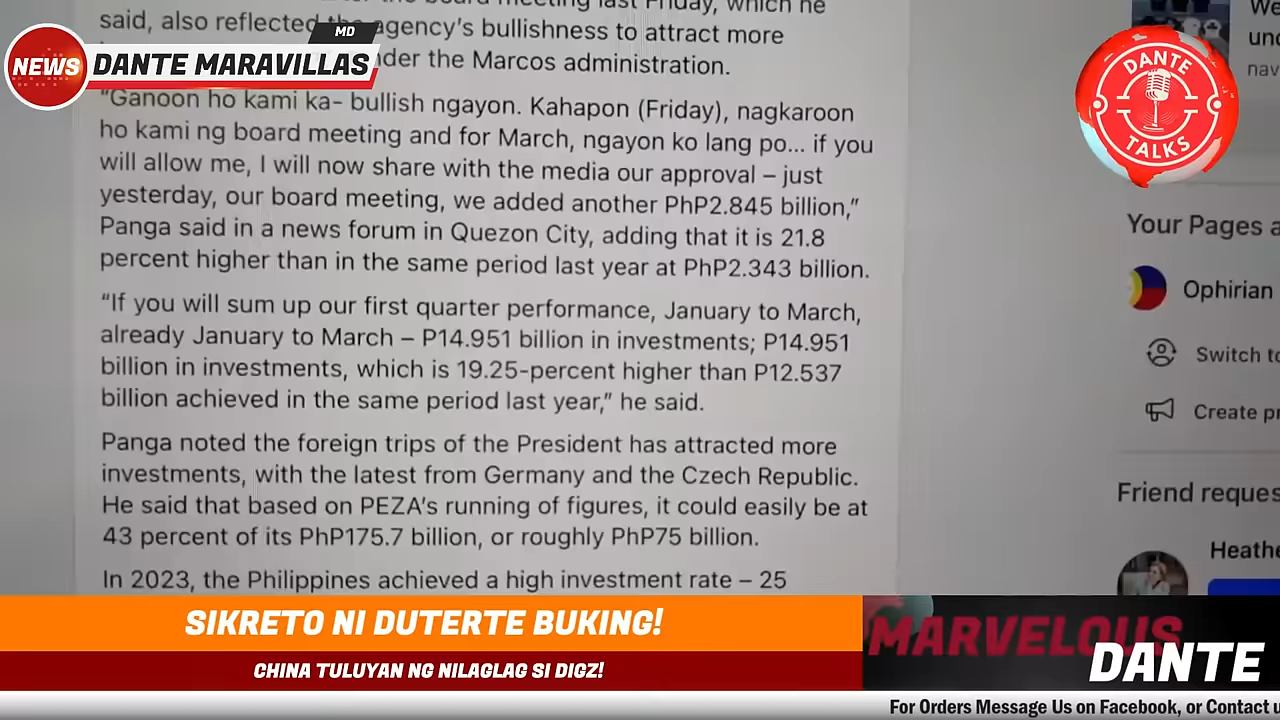 the board meeting last Friday, which he
said, also reflected the agency's bullishness to attract more
under the Marcos administration.
"Ganoon ho kami ka- bullish ngayon. Kahapon (Friday), nagkaroon
ho kami ng board meeting and for March, ngayon ko lang po... if you
will allow me, I will now share with the media our approval – just
yesterday, our board meeting, we added another PhP2.845 billion,"
Panga said in a news forum in Quezon City, adding that it is 21.8
percent higher than in the same period last year at PhP2.343 billion.
"If you will sum up our first quarter performance, January to March,
already January to March – P14.951 billion in investments; P14.951
billion in investments, which is 19.25-percent higher than P12.537
billion achieved in the same period last year," he said.
Panga noted the foreign trips of the President has attracted more
investments, with the latest from Germany and the Czech Republic.
He said that based on PEZA's running of figures, it could easily be at
43 percent of its PhP175.7 billion, or roughly PhP75 billion.
In 2023, the Philippines achieved a high investment rate – 25
NEWS
MD
DANTE MARAVILLAS
DANTE
TALKS
We
und
nav
Your Pages a
Ophirian
Switch to
Create pr
Friend reques
Heathe
SIKRETO NI DUTERTE BUKING!
CHINA TULUYAN NG NILAGLAG SI DIGZ!
MARVELOUS
DANTE
For Orders Message Us on Facebook, or Contact u